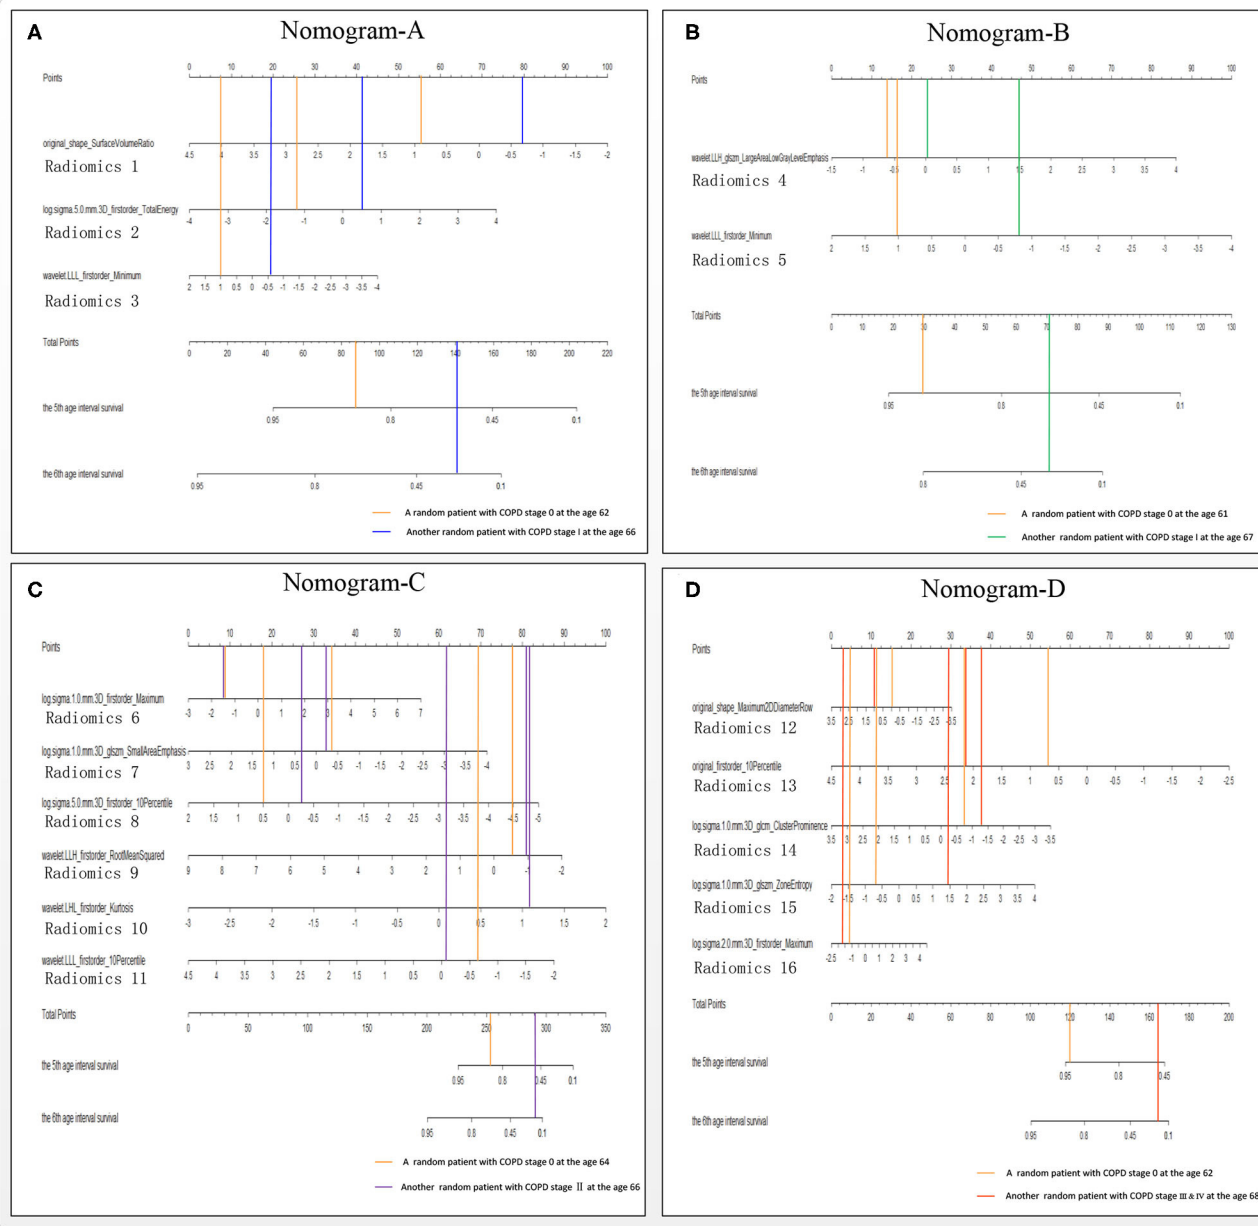 A
Nomogram-A
0 10 20 30 40 50 60 70 80 90 100
Points
original_shape_SurfaceVolumeRatio
4.5 4 3.5 3 2.5 2 1.5 1 0.5 0 -0.5 -1 -1.5 -2
Radiomics 1
log.sigma.5.0.mm.3D_firstorder_TotalEnergy
-4 -3 -2 -1 0 1 2 3 4
Radiomics 2
wavelet.LLL_firstorder_Minimum
2 1.5 1 0.5 0 -0.5 -1 -1.5 -2 -2.5 -3 -3.5 -4
Radiomics 3
Total Points
0 20 40 60 80 100 120 140 160 180 200 220
the 5th age interval survival
0.95 0.8 0.45 0.1
the 6th age interval survival
0.95 0.8 0.45 0.1
A random patient with COPD stage 0 at the age 62
Another random patient with COPD stage I at the age 66
B
Nomogram-B
0 10 20 30 40 50 60 70 80 90 100
Points
wavelet.LLH_glszm_LargeAreaLowGrayLevelEmphasis
-1.5 -1 -0.5 0 0.5 1 1.5 2 2.5 3 3.5 4
Radiomics 4
wavelet.LLL_firstorder_Minimum
2 1.5 1 0.5 0 -0.5 -1 -1.5 -2 -2.5 -3 -3.5 -4
Radiomics 5
Total Points
0 10 20 30 40 50 60 70 80 90 100 110 120 130
the 5th age interval survival
0.95 0.8 0.45 0.1
the 6th age interval survival
0.8 0.45 0.1
A random patient with COPD stage 0 at the age 61
Another random patient with COPD stage I at the age 67
C
Nomogram-C
0 10 20 30 40 50 60 70 80 90 100
Points
log.sigma.1.0.mm.3D_firstorder_Maximum
-3 -2 -1 0 1 2 3 4 5 6 7
Radiomics 6
log.sigma.1.0.mm.3D_glszm_SmallAreaEmphasis
3 2.5 2 1.5 1 0.5 0 -0.5 -1 -1.5 -2 -2.5 -3 -3.5 -4
Radiomics 7
log.sigma.5.0.mm.3D_firstorder_10Percentile
2 1.5 1 0.5 0 -0.5 -1 -1.5 -2 -2.5 -3 -3.5 -4 -4.5 -5
Radiomics 8
wavelet.LLH_firstorder_RootMeanSquared
9 8 7 6 5 4 3 2 1 0 -1 -2
Radiomics 9
wavelet.LHL_firstorder_Kurtosis
-3 -2.5 -2 -1.5 -1 -0.5 0 0.5 1 1.5 2
Radiomics 10
wavelet.LLL_firstorder_10Percentile
4.5 4 3.5 3 2.5 2 1.5 1 0.5 0 -0.5 -1 -1.5 -2
Radiomics 11
Total Points
0 50 100 150 200 250 300 350
the 5th age interval survival
0.95 0.8 0.45 0.1
the 6th age interval survival
0.95 0.8 0.45 0.1
A random patient with COPD stage 0 at the age 64
Another random patient with COPD stage II at the age 66
D
Nomogram-D
0 10 20 30 40 50 60 70 80 90 100
Points
original_shape_Maximum2DDiameterRow
3.5 2.5 1.5 0.5 -0.5 -1.5 -2.5 -3.5
Radiomics 12
original_firstorder_10Percentile
4.5 4 3.5 3 2.5 2 1.5 1 0.5 0 -0.5 -1 -1.5 -2 -2.5
Radiomics 13
log.sigma.1.0.mm.3D_glcm_ClusterProminence
3.5 3 2.5 2 1.5 1 0.5 0 -0.5 -1 -1.5 -2 -2.5 -3 -3.5
Radiomics 14
log.sigma.1.0.mm.3D_glszm_ZoneEntropy
-2 -1.5 -1 -0.5 0 0.5 1 1.5 2 2.5 3 3.5 4
Radiomics 15
log.sigma.2.0.mm.3D_firstorder_Maximum
-2.5 -1 0 1 2 3 4
Radiomics 16
Total Points
0 20 40 60 80 100 120 140 160 180 200
the 5th age interval survival
0.95 0.8 0.45
the 6th age interval survival
0.95 0.8 0.45 0.1
A random patient with COPD stage 0 at the age 62
Another random patient with COPD stage III & IV at the age 68